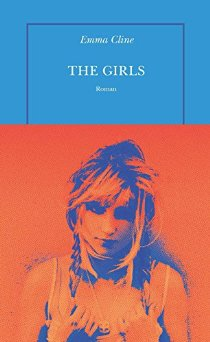 Emma Cline
THE GIRLS
Roman